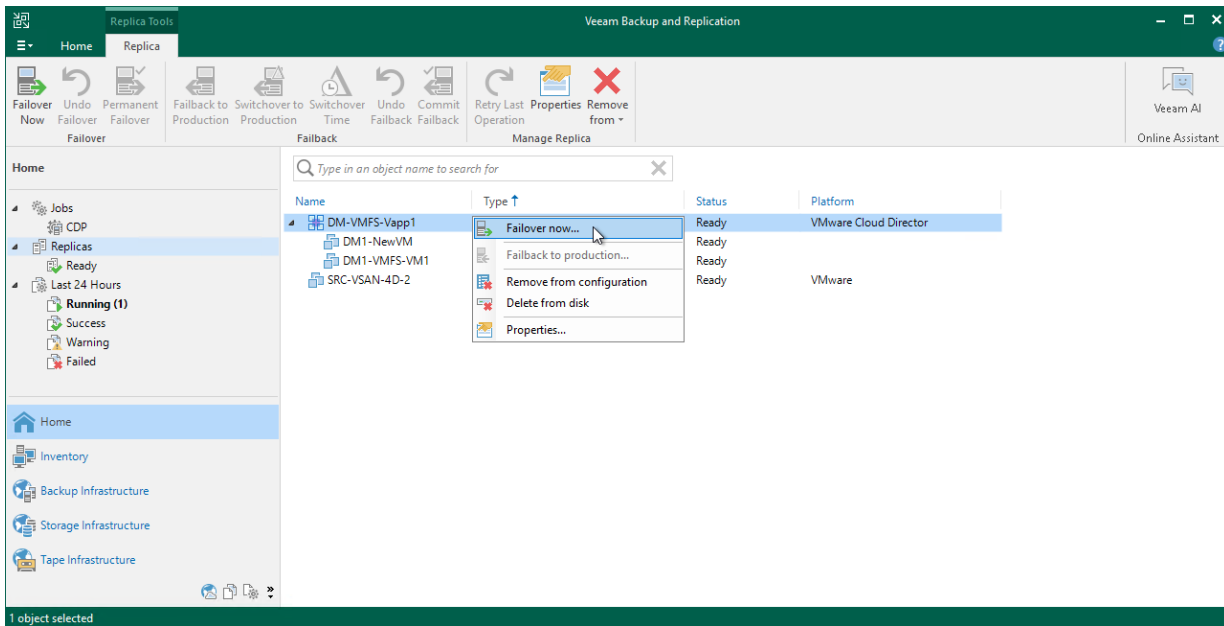 Replica Tools
Veeam Backup and Replication
Home Replica
?
Failover Now
Undo Failover
Permanent Failover
Failback to Production
Switchover to Production
Switchover Time
Undo Failback
Commit Failback
Retry Last Operation
Properties
Remove from
Veeam AI
Failover
Failback
Manage Replica
Online Assistant
Home
Type in an object name to search for
Jobs
CDP
Replicas
Ready
Last 24 Hours
Running (1)
Success
Warning
Failed
Name Type Status Platform
DM-VMFS-Vapp1 Ready VMware Cloud Director
DM1-NewVM Ready
DM1-VMFS-VM1 Ready
SRC-VSAN-4D-2 Ready VMware
Failover now...
Failback to production...
Remove from configuration
Delete from disk
Properties...
Home
Inventory
Backup Infrastructure
Storage Infrastructure
Tape Infrastructure
1 object selected